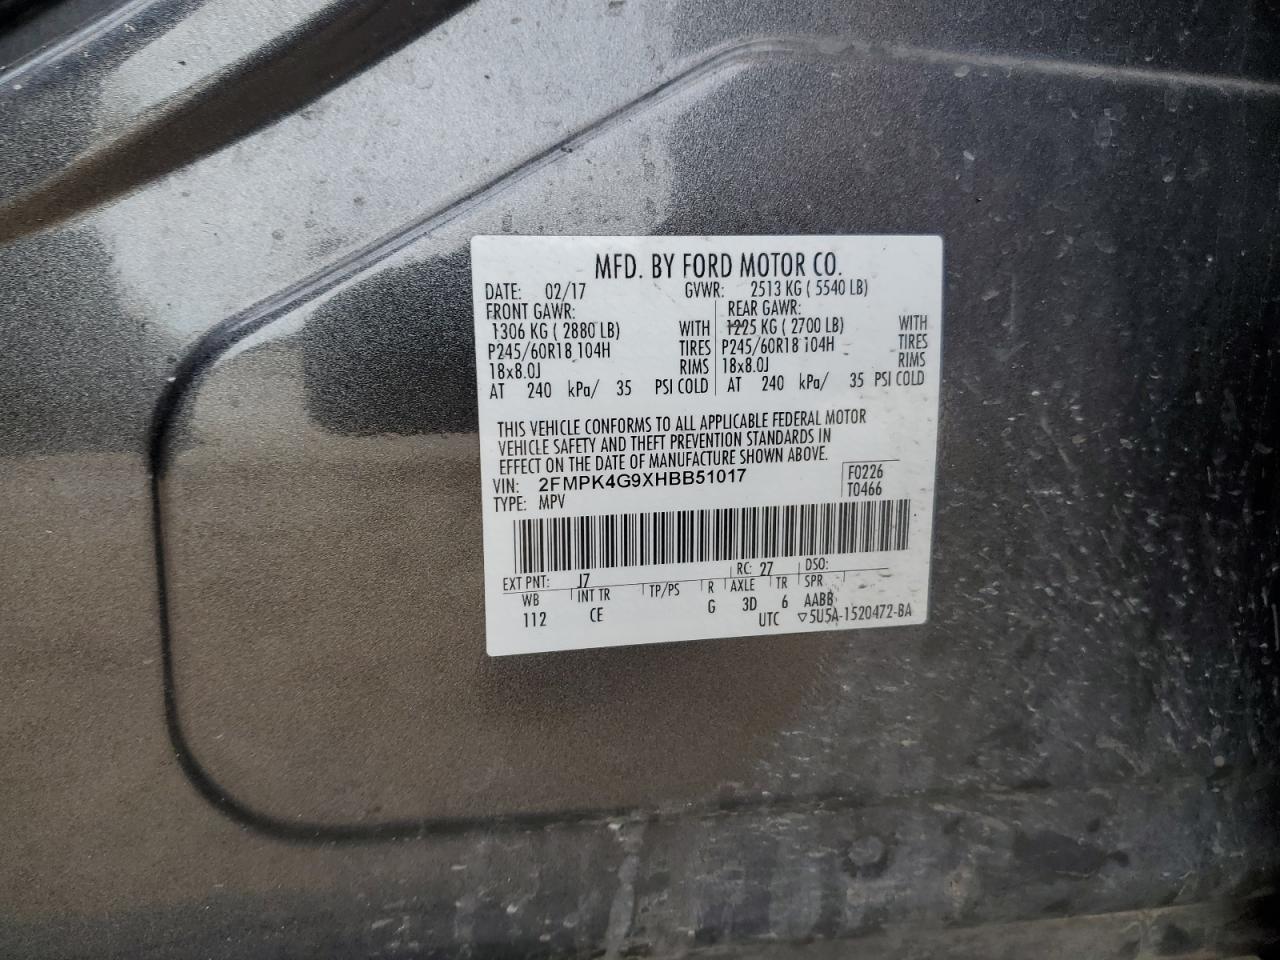 MFD. BY FORD MOTOR CO.
DATE: 02/17 GVWR: 2513 KG ( 5540 LB)
FRONT GAWR: REAR GAWR:
1306 KG ( 2880 LB) WITH 1225 KG ( 2700 LB) WITH
P245/60R18 104H TIRES P245/60R18 104H TIRES
18x8.0J RIMS 18x8.0J RIMS
AT 240 kPa/ 35 PSI COLD AT 240 kPa/ 35 PSI COLD
THIS VEHICLE CONFORMS TO ALL APPLICABLE FEDERAL MOTOR
VEHICLE SAFETY AND THEFT PREVENTION STANDARDS IN
EFFECT ON THE DATE OF MANUFACTURE SHOWN ABOVE.
VIN: 2FMPK4G9XHBB51017 F0226
TYPE: MPV T0466
EXT PNT: J7 RC: 27 DSO:
WB INT TR TP/PS R AXLE TR SPR
112 CE G 3D 6 AABB
UTC ▽5U5A-1520472-BA